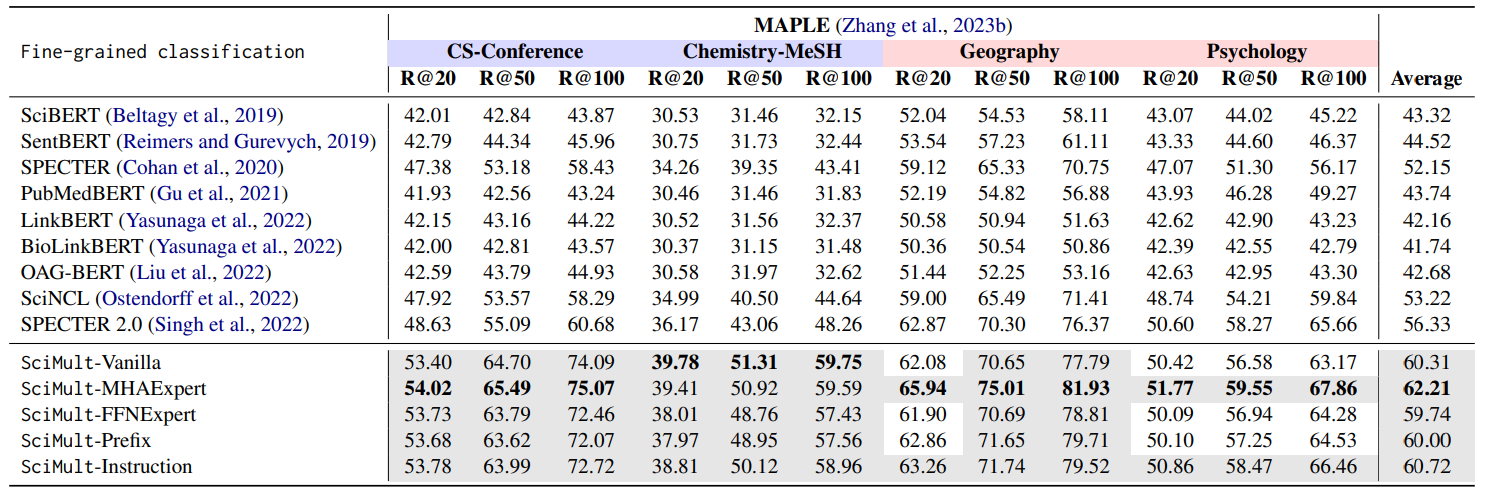 MAPLE (Zhang et al., 2023b)
Fine-grained classification
CS-Conference Chemistry-MeSH Geography Psychology
R@20 R@50 R@100 R@20 R@50 R@100 R@20 R@50 R@100 R@20 R@50 R@100 Average
SciBERT (Beltagy et al., 2019) 42.01 42.84 43.87 30.53 31.46 32.15 52.04 54.53 58.11 43.07 44.02 45.22 43.32
SentBERT (Reimers and Gurevych, 2019) 42.79 44.34 45.96 30.75 31.73 32.44 53.54 57.23 61.11 43.33 44.60 46.37 44.52
SPECTER (Cohan et al., 2020) 47.38 53.18 58.43 34.26 39.35 43.41 59.12 65.33 70.75 47.07 51.30 56.17 52.15
PubMedBERT (Gu et al., 2021) 41.93 42.56 43.24 30.46 31.46 31.83 52.19 54.82 56.88 43.93 46.28 49.27 43.74
LinkBERT (Yasunaga et al., 2022) 42.15 43.16 44.22 30.52 31.56 32.37 50.58 50.94 51.63 42.62 42.90 43.23 42.16
BioLinkBERT (Yasunaga et al., 2022) 42.00 42.81 43.57 30.37 31.15 31.48 50.36 50.54 50.86 42.39 42.55 42.79 41.74
OAG-BERT (Liu et al., 2022) 42.59 43.79 44.93 30.58 31.97 32.62 51.44 52.25 53.16 42.63 42.95 43.30 42.68
SciNCL (Ostendorff et al., 2022) 47.92 53.57 58.29 34.99 40.50 44.64 59.00 65.49 71.41 48.74 54.21 59.84 53.22
SPECTER 2.0 (Singh et al., 2022) 48.63 55.09 60.68 36.17 43.06 48.26 62.87 70.30 76.37 50.60 58.27 65.66 56.33
SciMult-Vanilla 53.40 64.70 74.09 39.78 51.31 59.75 62.08 70.65 77.79 50.42 56.58 63.17 60.31
SciMult-MHAExpert 54.02 65.49 75.07 39.41 50.92 59.59 65.94 75.01 81.93 51.77 59.55 67.86 62.21
SciMult-FFNExpert 53.73 63.79 72.46 38.01 48.76 57.43 61.90 70.69 78.81 50.09 56.94 64.28 59.74
SciMult-Prefix 53.68 63.62 72.07 37.97 48.95 57.56 62.86 71.65 79.71 50.10 57.25 64.53 60.00
SciMult-Instruction 53.78 63.99 72.72 38.81 50.12 58.96 63.26 71.74 79.52 50.86 58.47 66.46 60.72